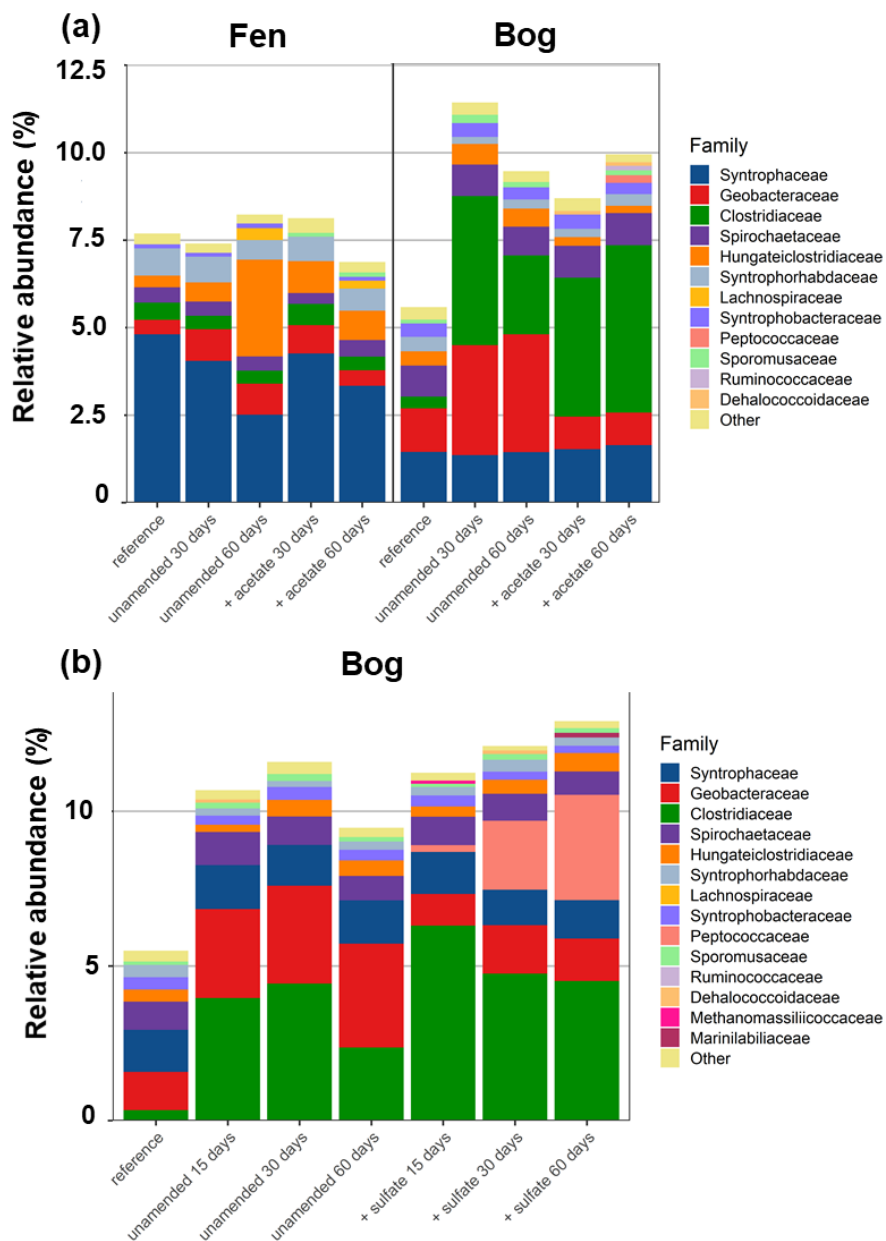 (a)
Fen
Bog
Relative abundance (%)
12.5
10.0
7.5
5.0
2.5
0
reference
unamended 30 days
unamended 60 days
+ acetate 30 days
+ acetate 60 days
reference
unamended 30 days
unamended 60 days
+ acetate 30 days
+ acetate 60 days
Family
Syntrophaceae
Geobacteraceae
Clostridiaceae
Spirochaetaceae
Hungateiclostridiaceae
Syntrophorhabdaceae
Lachnospiraceae
Syntrophobacteraceae
Peptococcaceae
Sporomusaceae
Ruminococcaceae
Dehalococcoidaceae
Other
(b)
Bog
Relative abundance (%)
10
5
0
reference
unamended 15 days
unamended 30 days
unamended 60 days
+ sulfate 15 days
+ sulfate 30 days
+ sulfate 60 days
Family
Syntrophaceae
Geobacteraceae
Clostridiaceae
Spirochaetaceae
Hungateiclostridiaceae
Syntrophorhabdaceae
Lachnospiraceae
Syntrophobacteraceae
Peptococcaceae
Sporomusaceae
Ruminococcaceae
Dehalococcoidaceae
Methanomassiliicoccaceae
Marinilabiliaceae
Other